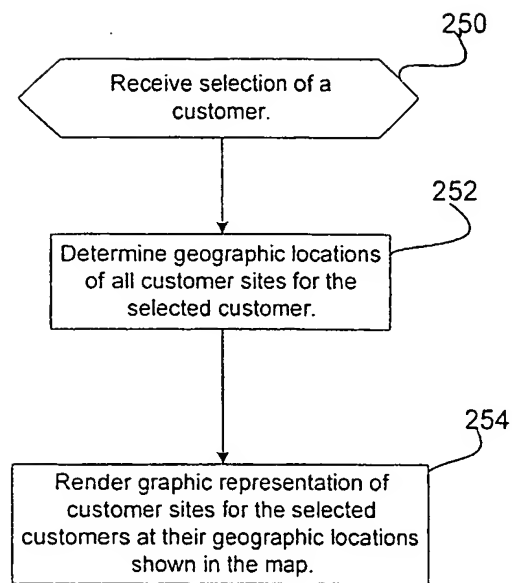 250
Receive selection of a
customer.
252
Determine geographic locations
of all customer sites for the
selected customer.
254
Render graphic representation of
customer sites for the selected
customers at their geographic locations
shown in the map.